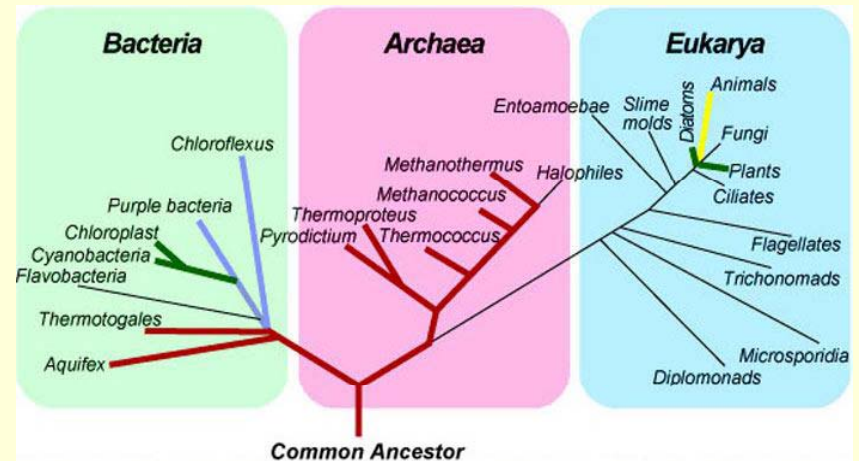 Bacteria
Archaea
Eukarya
Chloroflexus
Purple bacteria
Chloroplast
Cyanobacteria
Flavobacteria
Thermotogales
Aquifex
Methanothermus
Halophiles
Methanococcus
Thermoproteus
Pyrodictium
Thermococcus
Entoamoebae
Slime
molds
Diatoms
Animals
Fungi
Plants
Ciliates
Flagellates
Trichonomads
Microsporidia
Diplomonads
Common Ancestor